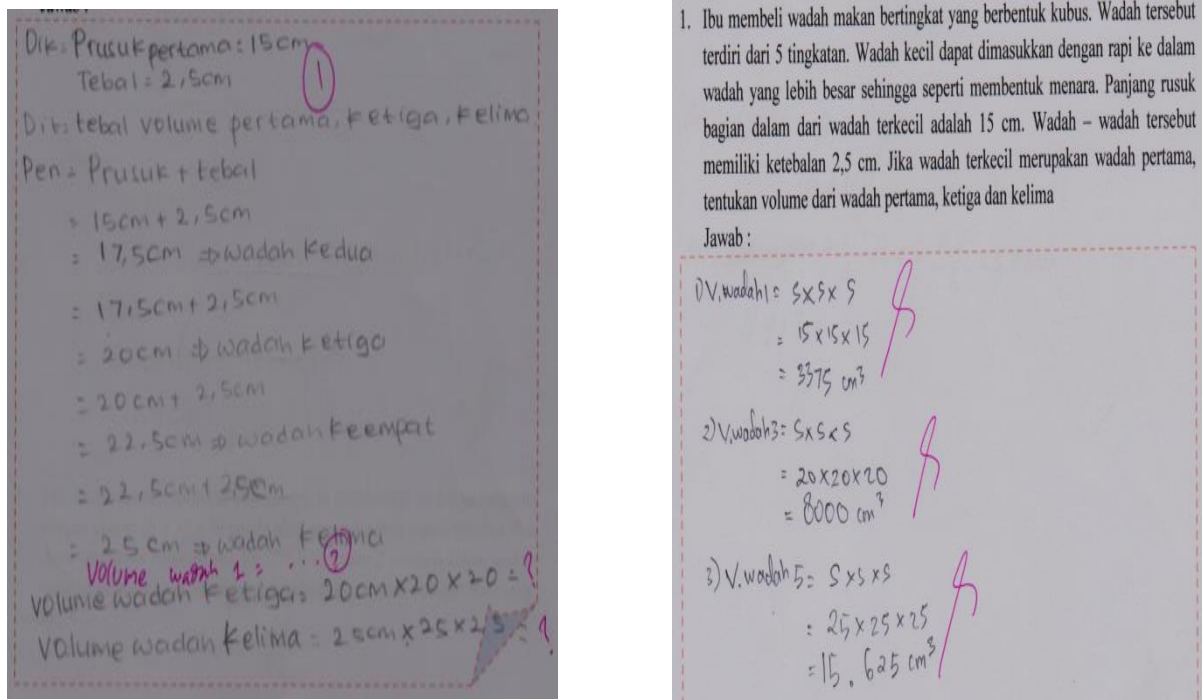 Dik: Prusuk pertama: 15cm
Tebal = 2,5cm
1
Dit: tebal volume pertama, ketiga, kelima
Pen = Prusuk + tebal
= 15cm + 2,5cm
= 17,5cm ⇒ wadah kedua
= 17,5cm + 2,5cm
= 20cm ⇒ wadah ketiga
= 20cm + 2,5cm
= 22,5cm ⇒ wadah keempat
= 22,5cm + 2,5cm
= 25cm ⇒ wadah kelima
Volume wadah 1 = ... 2
volume wadah ketiga: 20cm×20×20 = ?
Volume wadah kelima = 25cm×25×25 = ?
1. Ibu membeli wadah makan bertingkat yang berbentuk kubus. Wadah tersebut
terdiri dari 5 tingkatan. Wadah kecil dapat dimasukkan dengan rapi ke dalam
wadah yang lebih besar sehingga seperti membentuk menara. Panjang rusuk
bagian dalam dari wadah terkecil adalah 15 cm. Wadah – wadah tersebut
memiliki ketebalan 2,5 cm. Jika wadah terkecil merupakan wadah pertama,
tentukan volume dari wadah pertama, ketiga dan kelima
Jawab :
1) V.wadah1 = S×S×S
= 15×15×15
= 3375 cm³
2) V.wadah3 = S×S×S
= 20×20×20
= 8000 cm³
3) V.wadah 5 = S×S×S
= 25×25×25
= 15.625 cm³